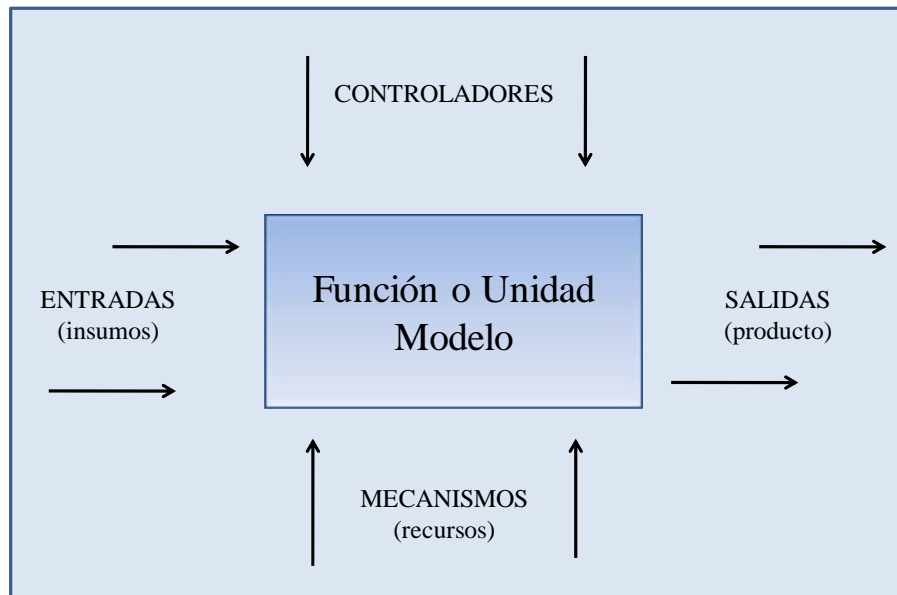 CONTROLADORES
Función o Unidad
Modelo
ENTRADAS
(insumos)
SALIDAS
(producto)
MECANISMOS
(recursos)